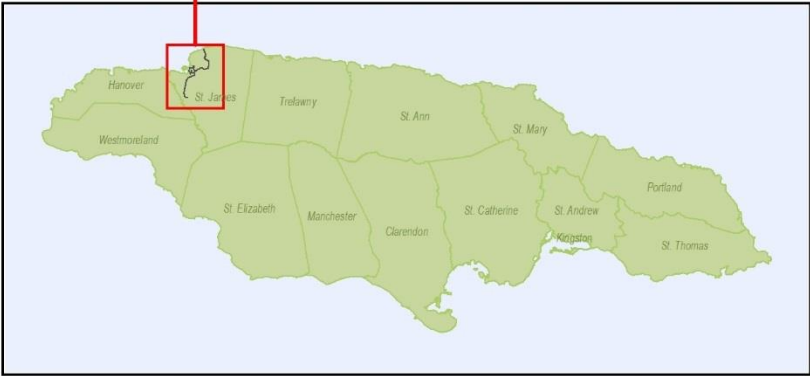 Hanover
St. James
Trelawny
St. Ann
St. Mary
Westmoreland
Portland
St. Elizabeth
Manchester
Clarendon
St. Catherine
St. Andrew
Kingston
St. Thomas